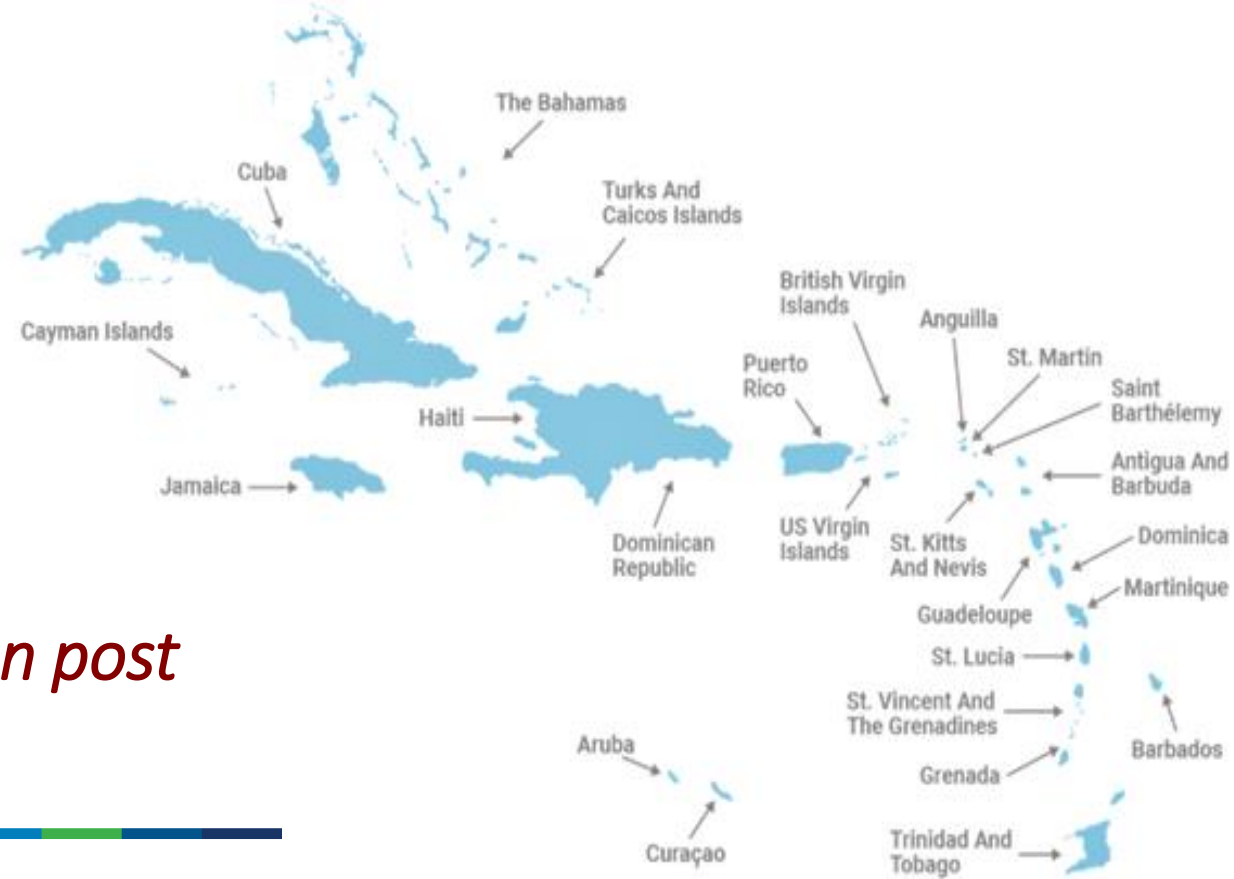 The Bahamas
Cuba
Turks And
Caicos Islands
British Virgin
Islands
Anguilla
Cayman Islands
St. Martin
Puerto
Rico
Saint
Barthélemy
Haiti
Antigua And
Barbuda
Jamaica
US Virgin
Islands
St. Kitts
And Nevis
Dominican
Republic
Dominica
Martinique
Guadeloupe
n post
St. Lucia
St. Vincent And
The Grenadines
Barbados
Aruba
Grenada
Curaçao
Trinidad And
Tobago